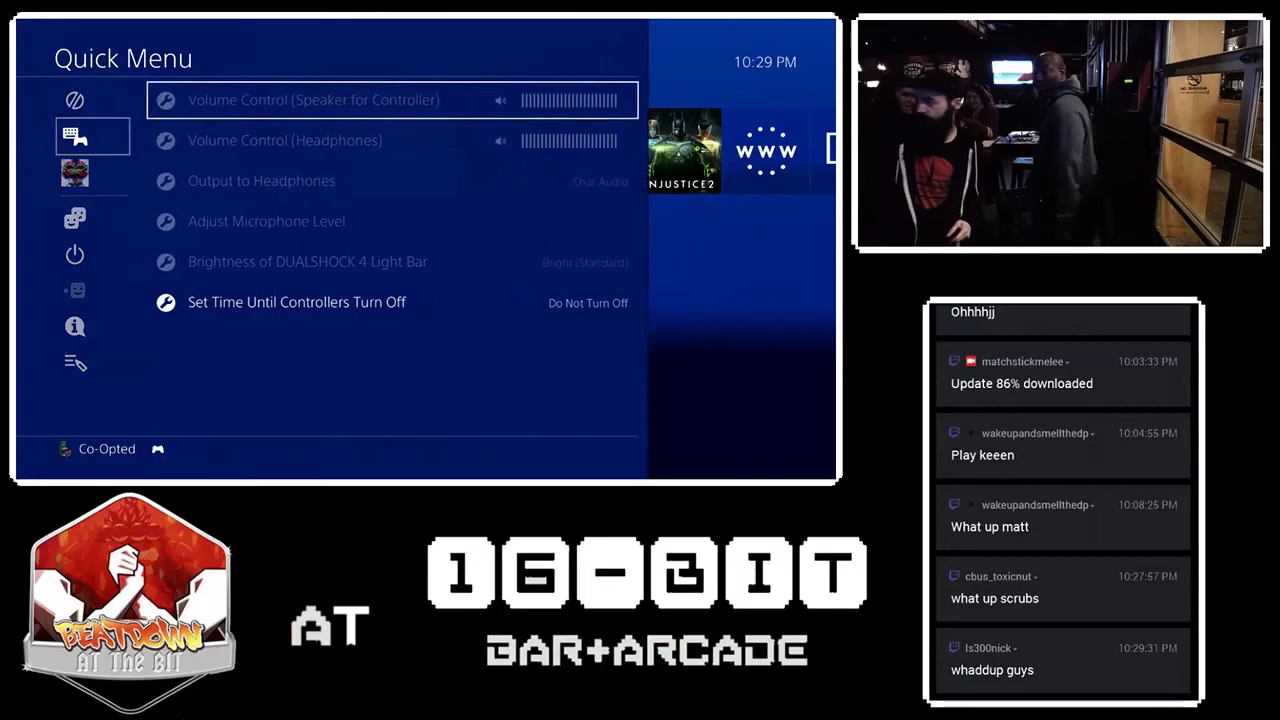 Quick Menu
10:29 PM
Volume Control (Speaker for Controller)
Volume Control (Headphones)
Output to Headphones
Chat Audio
Adjust Microphone Level
Brightness of DUALSHOCK 4 Light Bar
Bright (Standard)
Set Time Until Controllers Turn Off
Do Not Turn Off
Co-Opted
NJUSTICE2
WWW
NO SMOKING
Ohhhhjj
matchstickmelee
10:03:33 PM
Update 86% downloaded
wakeupandsmellthedp
10:04:55 PM
Play keeen
wakeupandsmellthedp
10:08:25 PM
What up matt
cbus_toxicnut
10:27:57 PM
what up scrubs
ls300nick
10:29:31 PM
whaddup guys
BEATDOWN
AT THE BIT
AT
16-BIT
BAR+ARCADE